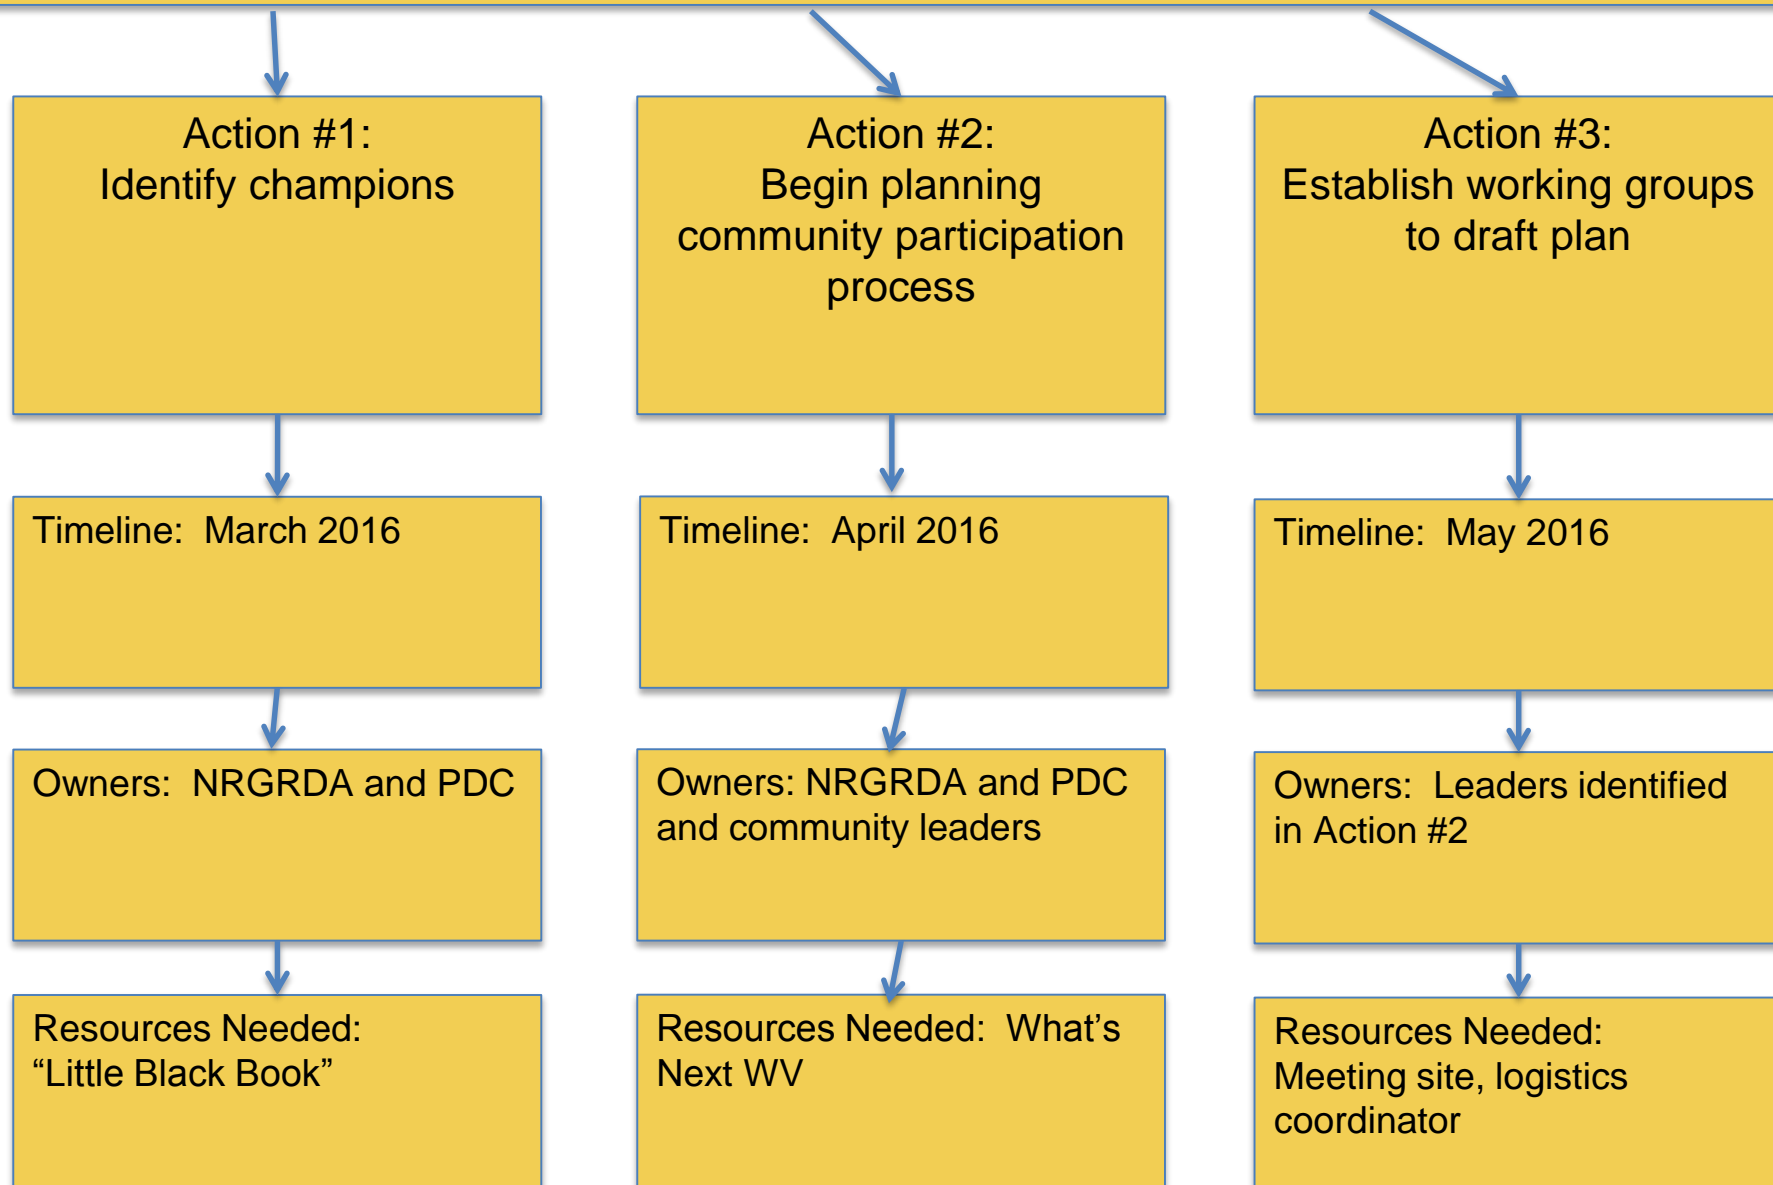 Action #1:
Identify champions
Timeline:  March 2016
Owners:  NRGRDA and PDC
Resources Needed:
“Little Black Book”
Action #2:
Begin planning
community participation
process
Timeline:  April 2016
Owners: NRGRDA and PDC
and community leaders
Resources Needed:  What’s
Next WV
Action #3:
Establish working groups
to draft plan
Timeline:  May 2016
Owners:  Leaders identified
in Action #2
Resources Needed:
Meeting site, logistics
coordinator